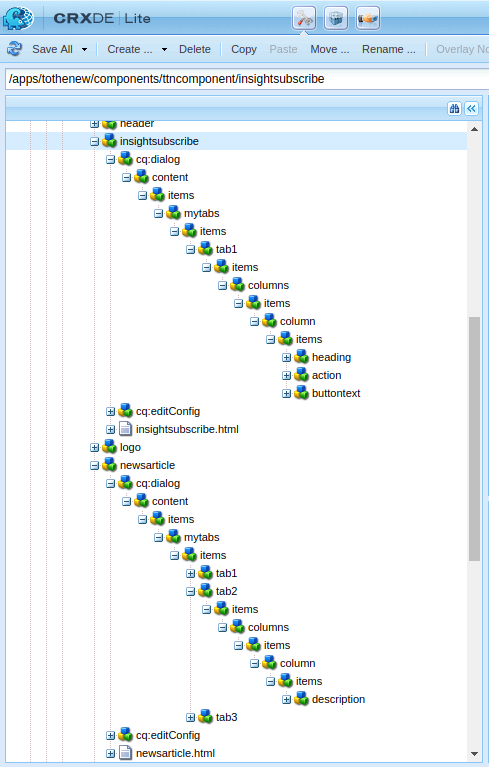 CRXDE | Lite
Save All Create ... Delete Copy Paste Move ... Rename ... Overlay No
/apps/tothenew/components/ttncomponent/insightsubscribe
header
insightsubscribe
cq:dialog
content
items
mytabs
items
tab1
items
columns
items
column
items
heading
action
buttontext
cq:editConfig
insightsubscribe.html
logo
newsarticle
cq:dialog
content
items
mytabs
items
tab1
tab2
items
columns
items
column
items
description
tab3
cq:editConfig
newsarticle.html